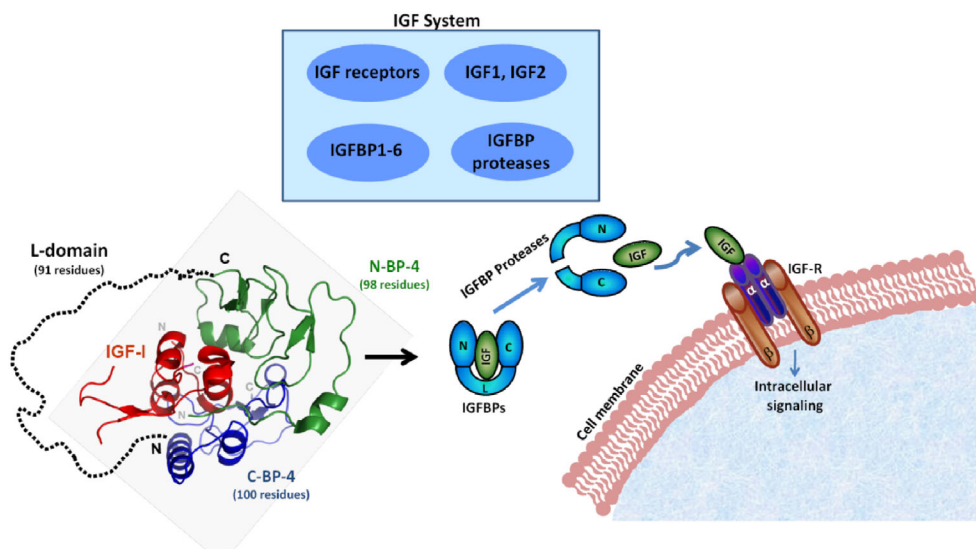 IGF System
IGF receptors
IGF1, IGF2
IGFBP1-6
IGFBP
proteases
L-domain
(91 residues)
C
N-BP-4
(98 residues)
N
IGF-I
C
C
N
N
C-BP-4
(100 residues)
IGFBP Proteases
N
C
IGF
N
IGF
C
L
IGFBPs
IGF
IGF-R
α
α
β
β
Intracellular
signaling
Cell membrane